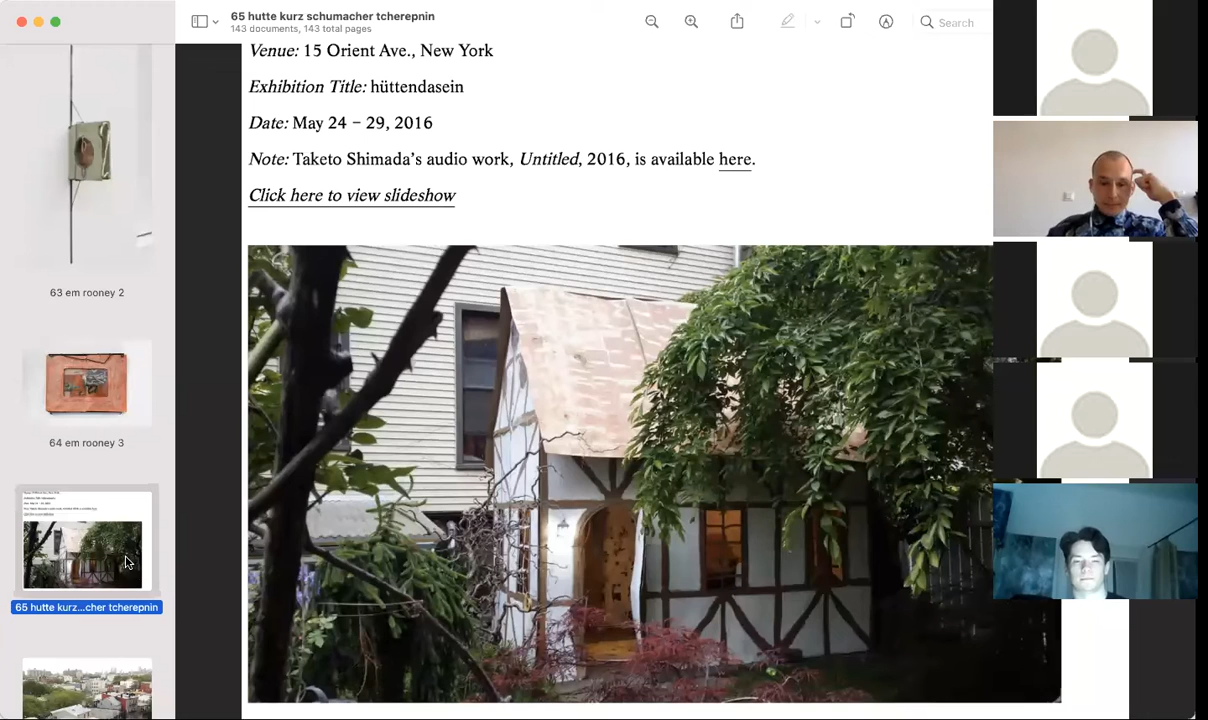 65 hutte kurz schumacher tcherepnin
143 documents, 143 total pages
Search
Venue: 15 Orient Ave., New York
Exhibition Title: hüttendasein
Date: May 24 – 29, 2016
Note: Taketo Shimada's audio work, Untitled, 2016, is available here.
Click here to view slideshow
63 em rooney 2
64 em rooney 3
65 hutte kurz...cher tcherepnin